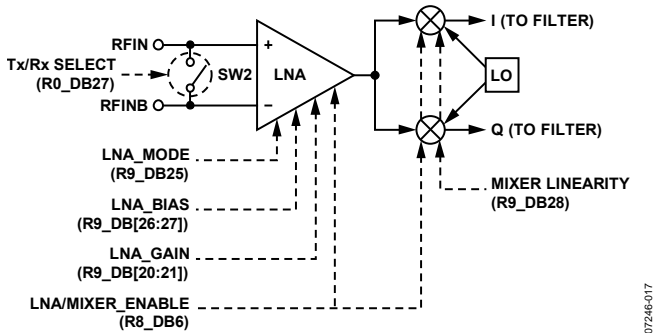 RFIN
Tx/Rx SELECT
(R0_DB27)
SW2
RFINB
+
LNA
–
I (TO FILTER)
LO
Q (TO FILTER)
LNA_MODE
(R9_DB25)
LNA_BIAS
(R9_DB[26:27])
LNA_GAIN
(R9_DB[20:21])
LNA/MIXER_ENABLE
(R8_DB6)
MIXER LINEARITY
(R9_DB28)
07246-017